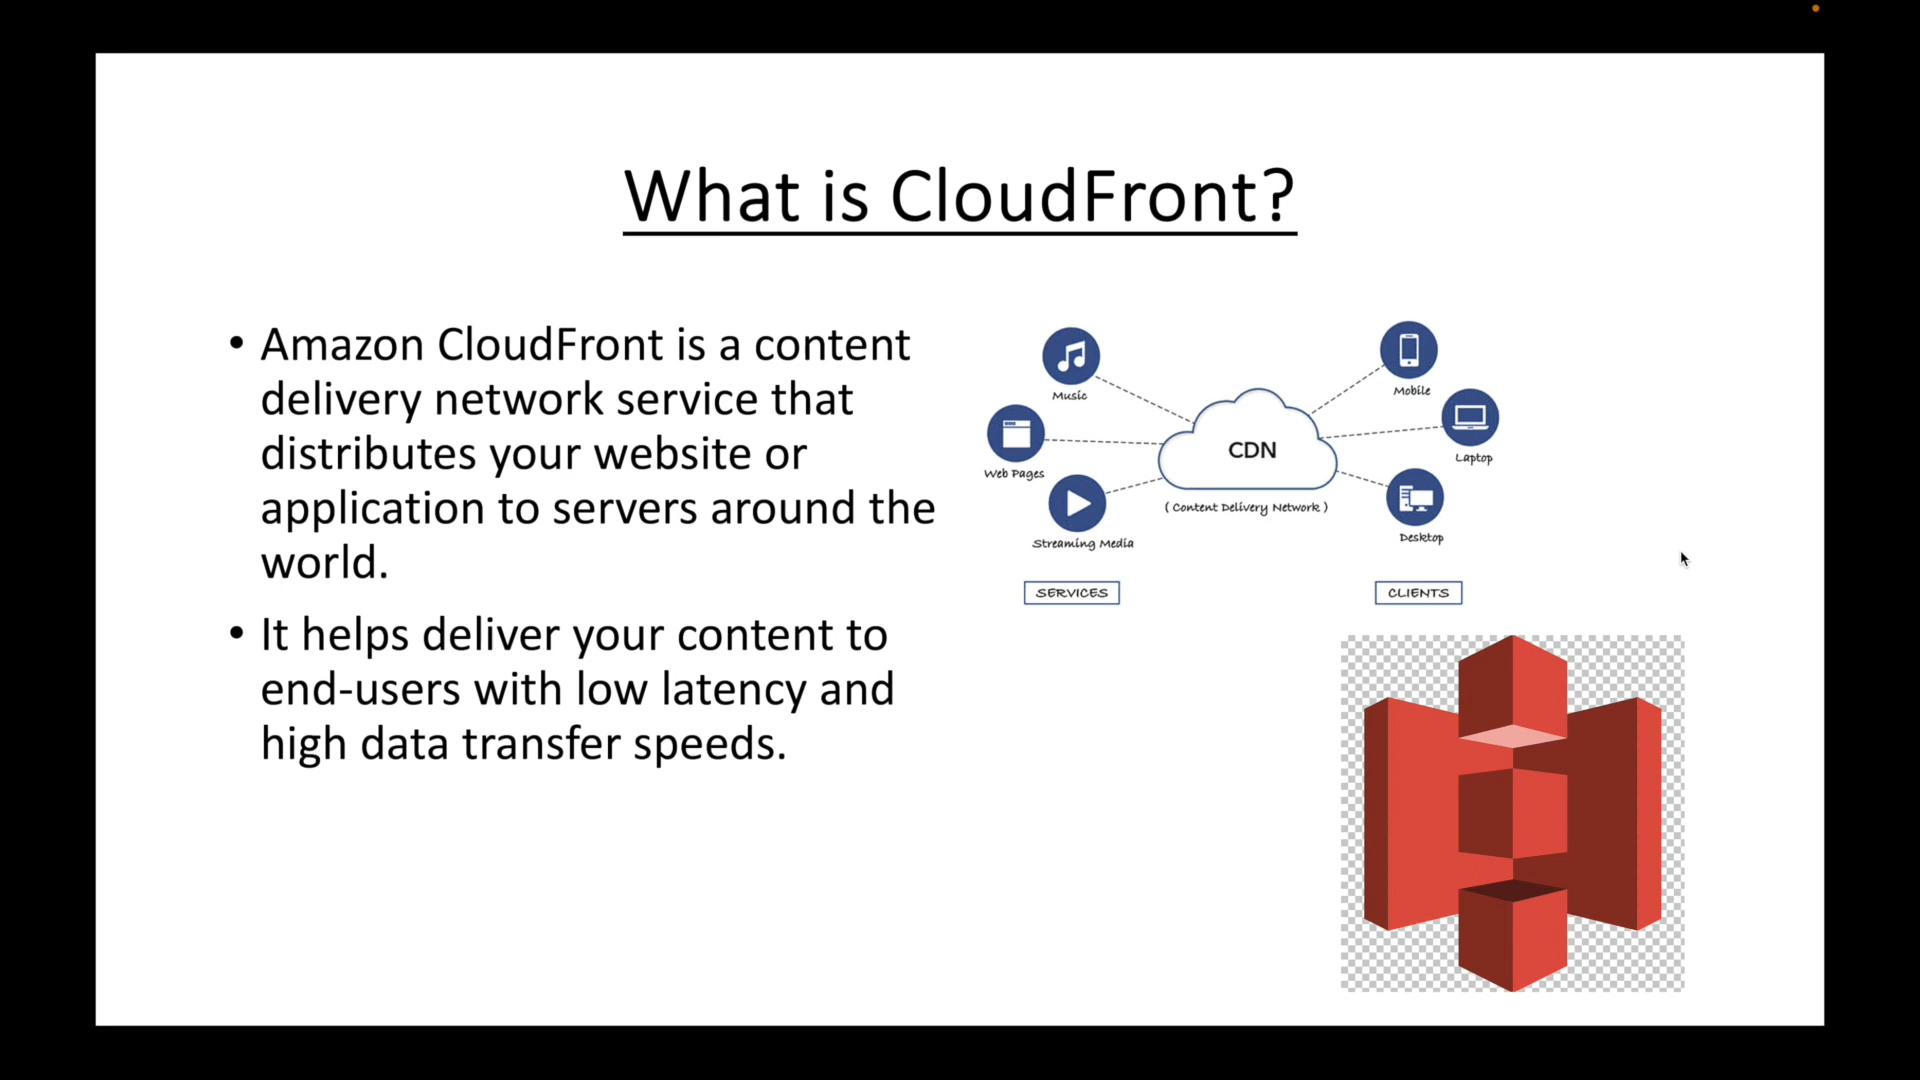 What is CloudFront?
• Amazon CloudFront is a content
delivery network service that
distributes your website or
application to servers around the
world.
• It helps deliver your content to
end-users with low latency and
high data transfer speeds.
Music
Web Pages
Streaming Media
SERVICES
CDN
( Content Delivery Network )
Mobile
Laptop
Desktop
CLIENTS